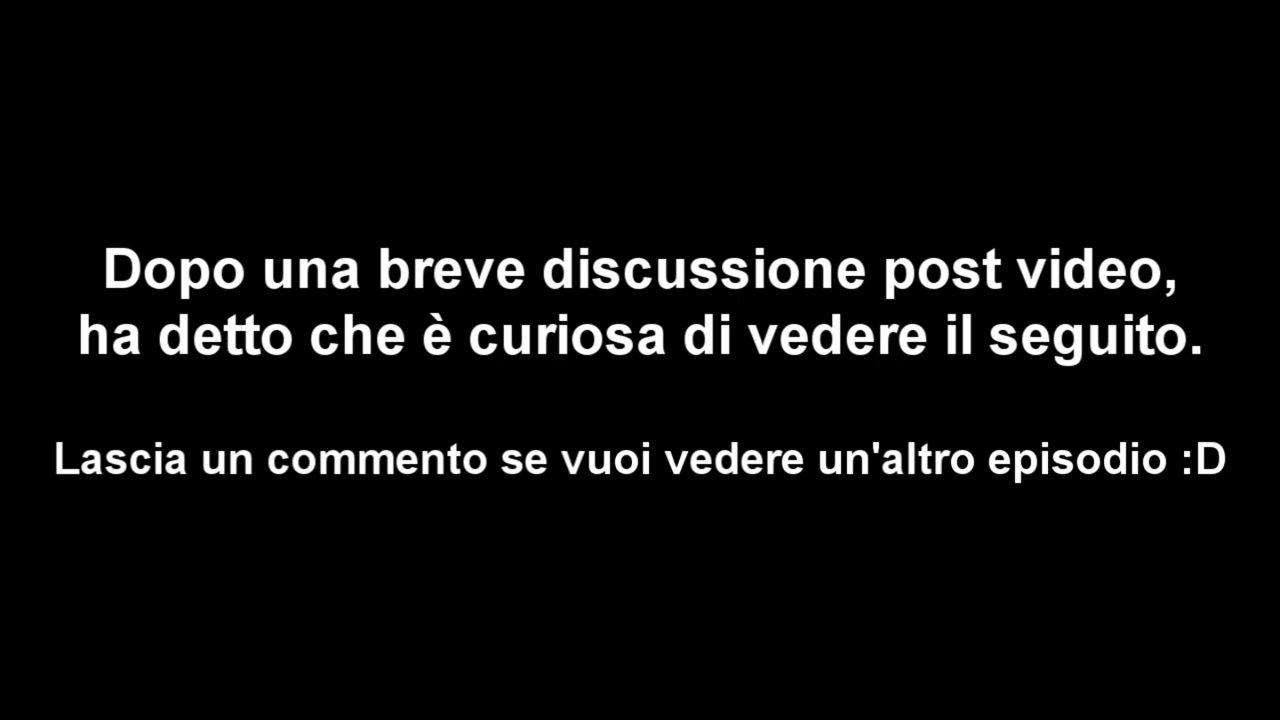 Dopo una breve discussione post video,
ha detto che è curiosa di vedere il seguito.
Lascia un commento se vuoi vedere un'altro episodio :D